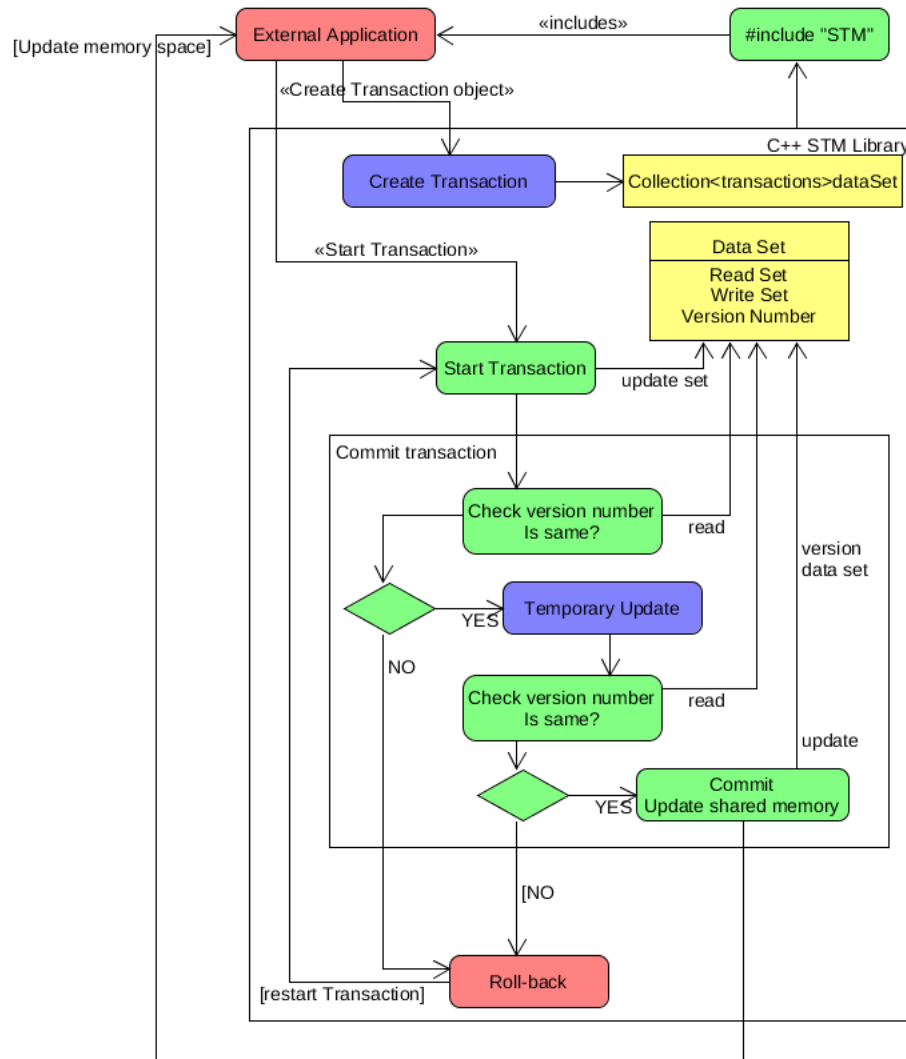 «includes»
External Application
#include "STM"
[Update memory space]
«Create Transaction object»
C++ STM Library
Create Transaction
Collection<transactions>dataSet
«Start Transaction»
Data Set
Read Set
Write Set
Version Number
Start Transaction
update set
Commit transaction
Check version number
Is same?
read
version
data set
Temporary Update
YES
NO
Check version number
Is same?
read
update
Commit
Update shared memory
YES
[NO
Roll-back
[restart Transaction]